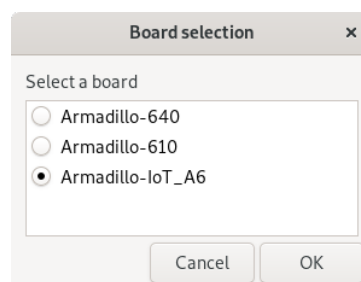 Board selection ×
Select a board
Armadillo-640
Armadillo-610
Armadillo-IoT_A6
Cancel OK